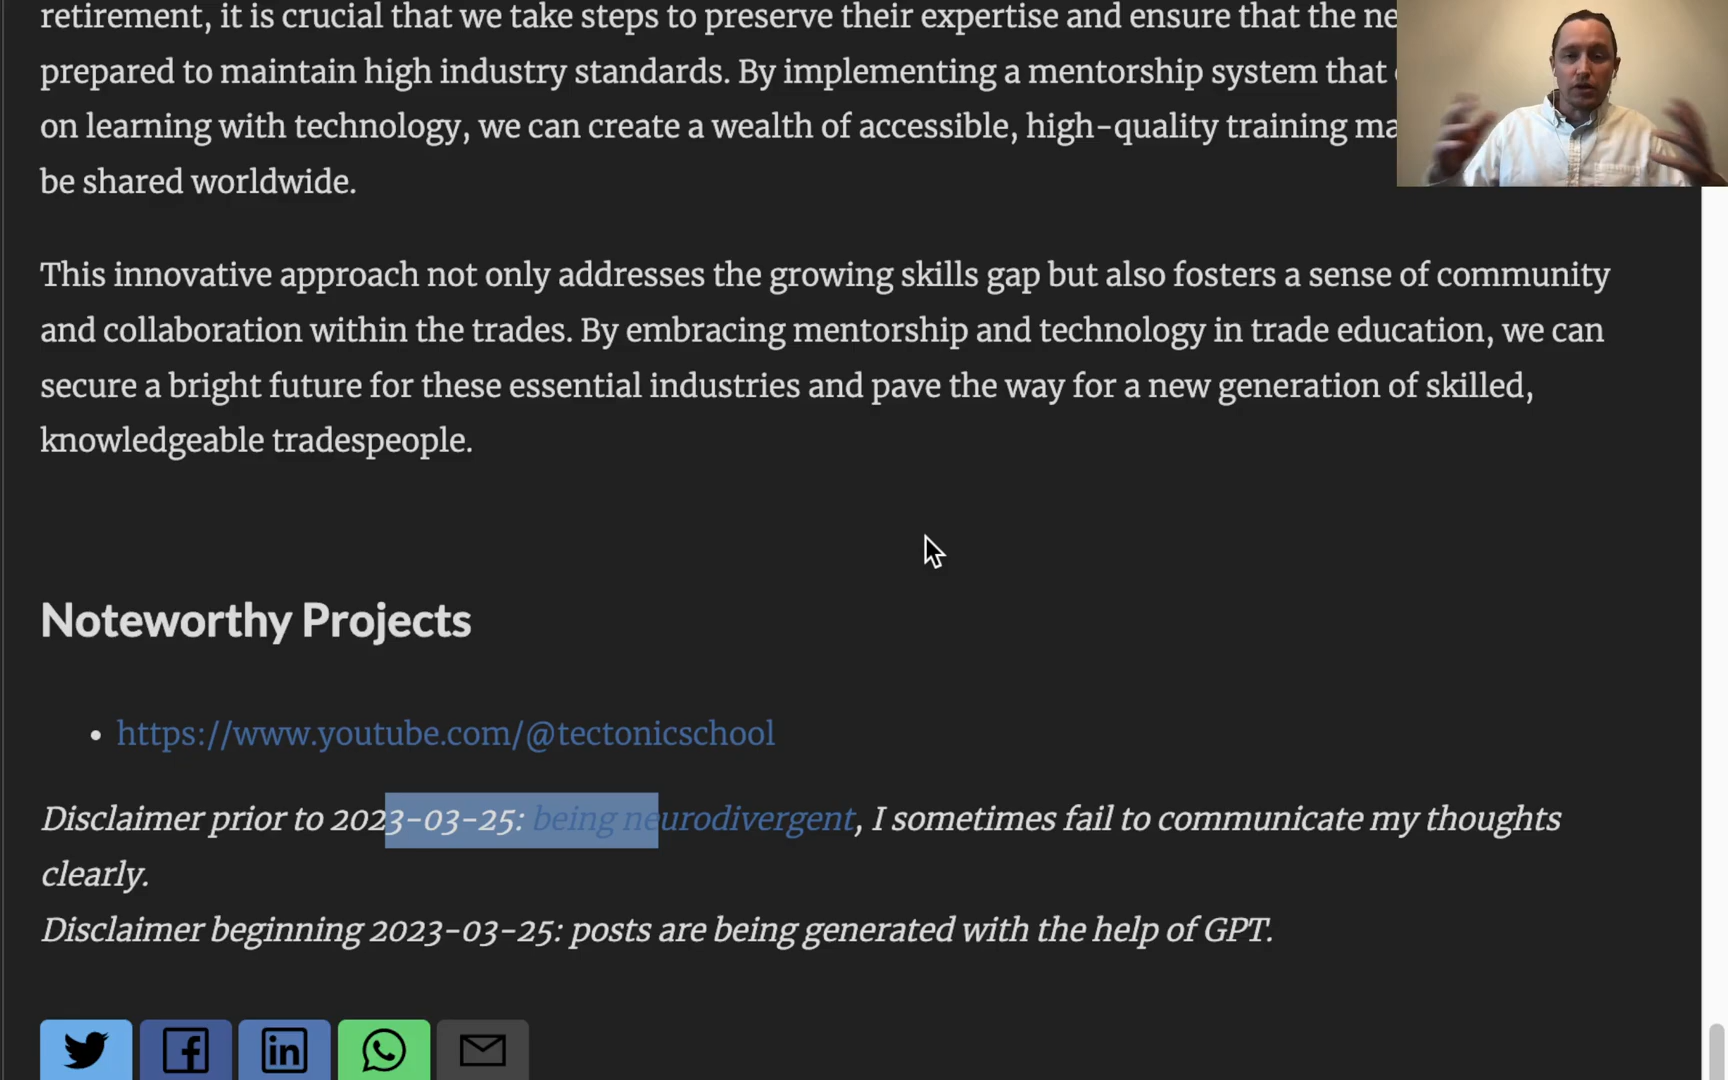 retirement, it is crucial that we take steps to preserve their expertise and ensure that the
prepared to maintain high industry standards. By implementing a mentorship system that
on learning with technology, we can create a wealth of accessible, high-quality training
be shared worldwide.
This innovative approach not only addresses the growing skills gap but also fosters a sense of community
and collaboration within the trades. By embracing mentorship and technology in trade education, we can
secure a bright future for these essential industries and pave the way for a new generation of skilled,
knowledgeable tradespeople.
Noteworthy Projects
• https://www.youtube.com/@tectonicschool
Disclaimer prior to 2023-03-25: being neurodivergent, I sometimes fail to communicate my thoughts
clearly.
Disclaimer beginning 2023-03-25: posts are being generated with the help of GPT.